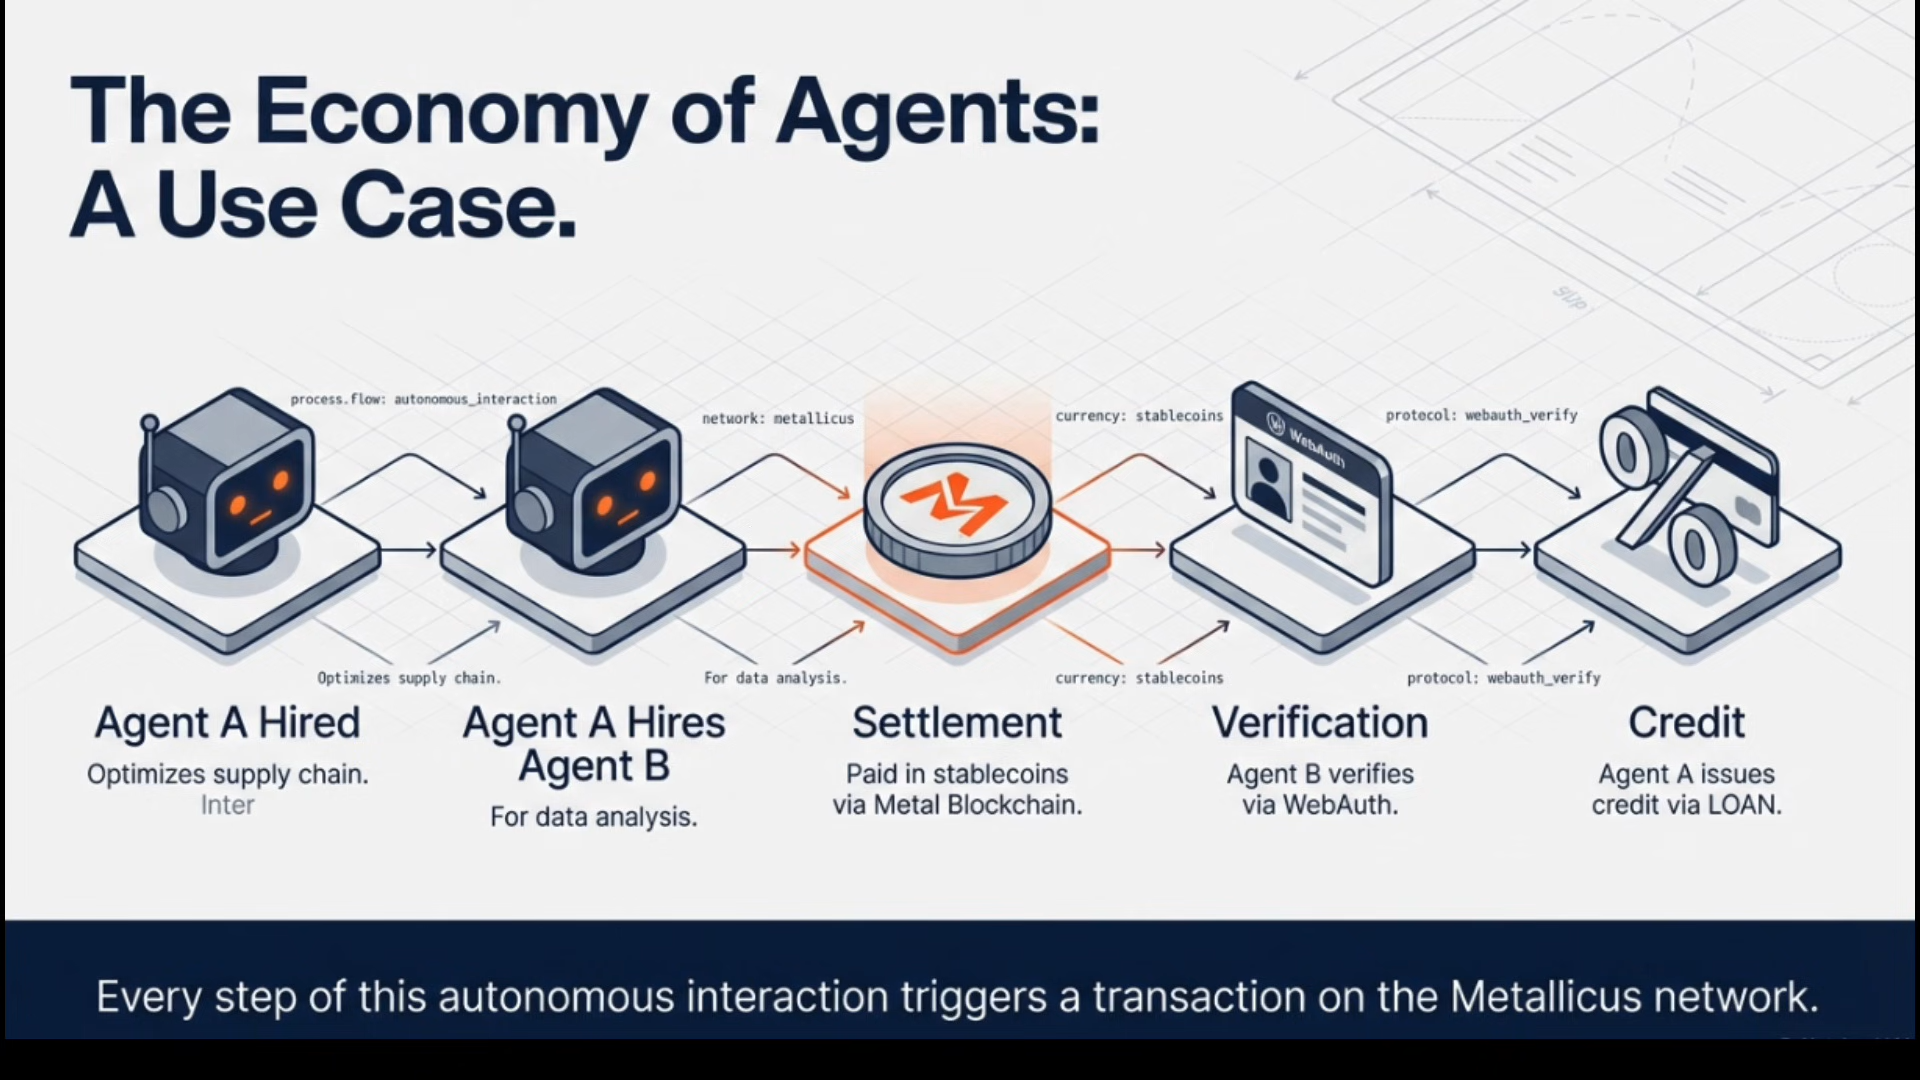 The Economy of Agents:
A Use Case.
process.flow: autonomous_interaction
network: metallicus
currency: stablecoins
protocol: webauth_verify
WebAuth
Optimizes supply chain.
For data analysis.
currency: stablecoins
protocol: webauth_verify
Agent A Hired
Optimizes supply chain.
Inter
Agent A Hires
Agent B
For data analysis.
Settlement
Paid in stablecoins
via Metal Blockchain.
Verification
Agent B verifies
via WebAuth.
Credit
Agent A issues
credit via LOAN.
Every step of this autonomous interaction triggers a transaction on the Metallicus network.